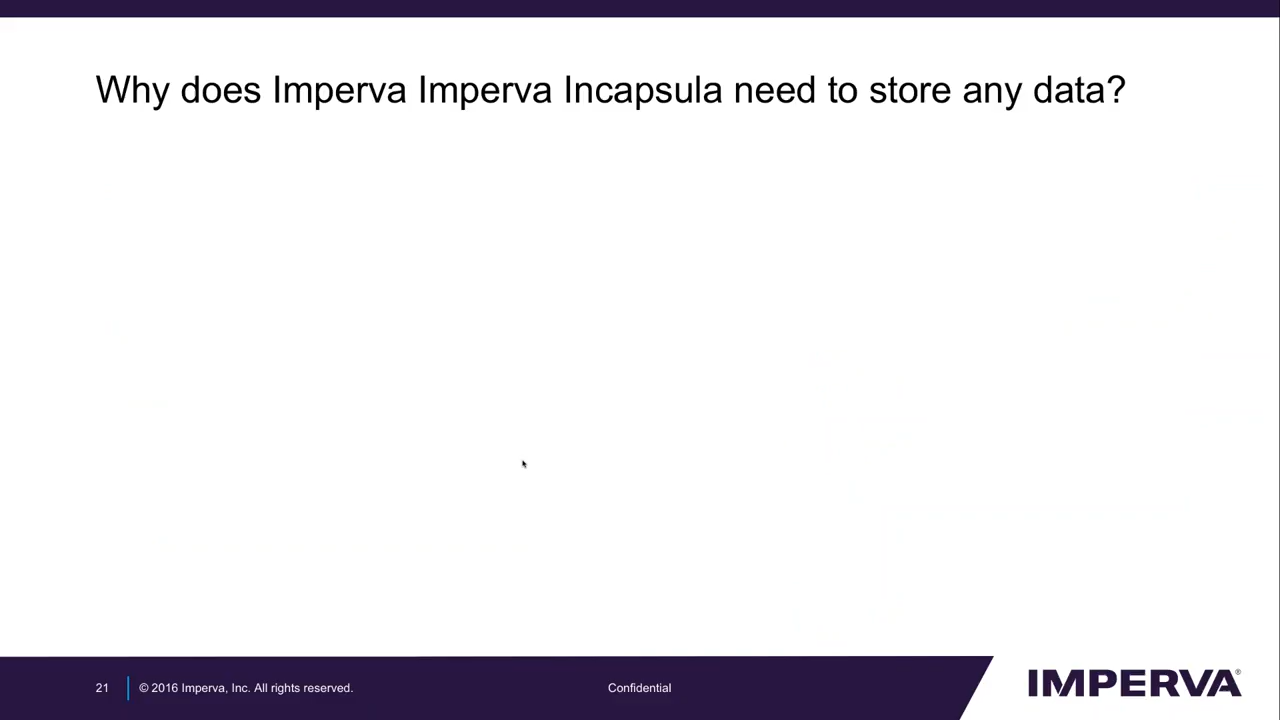 Why does Imperva Imperva Incapsula need to store any data?
21 © 2016 Imperva, Inc. All rights reserved. Confidential IMPERVA®